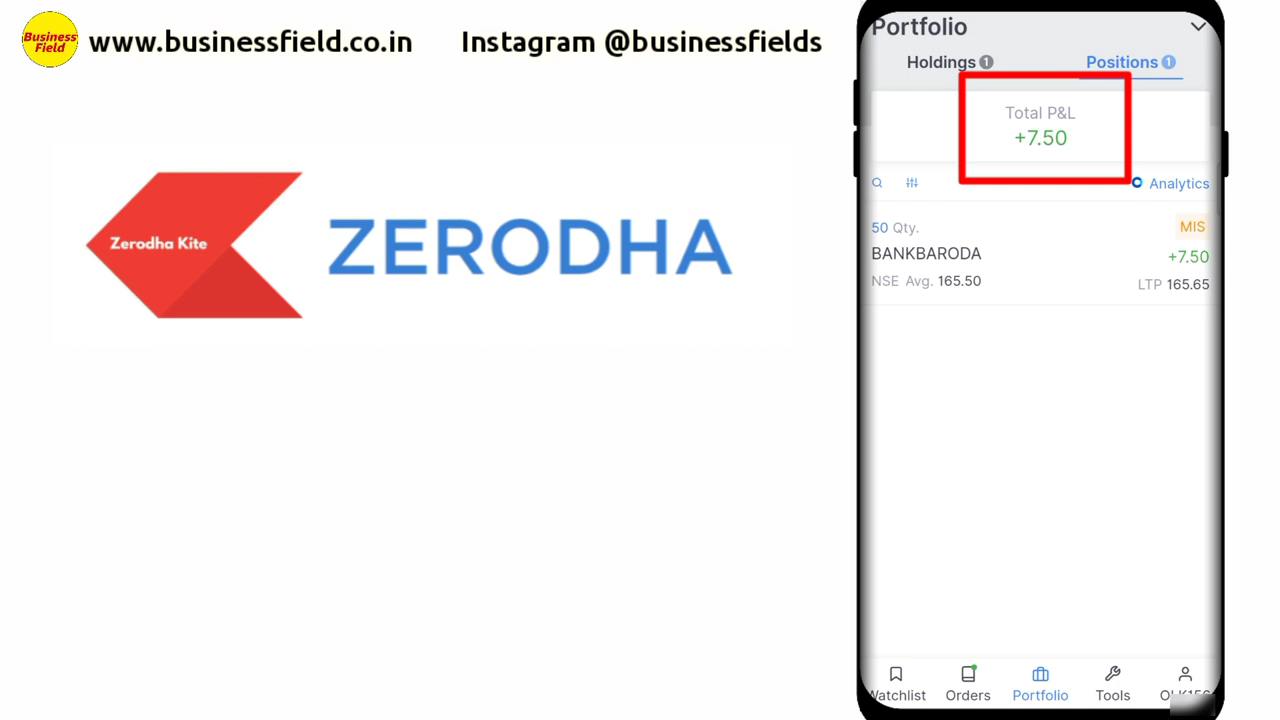 Business Field
www.businessfield.co.in
Instagram @businessfields
Zerodha Kite
ZERODHA
Portfolio
Holdings 1
Positions 1
Total P&L
+7.50
Analytics
50 Qty.
MIS
BANKBARODA
+7.50
NSE Avg. 165.50
LTP 165.65
Watchlist
Orders
Portfolio
Tools